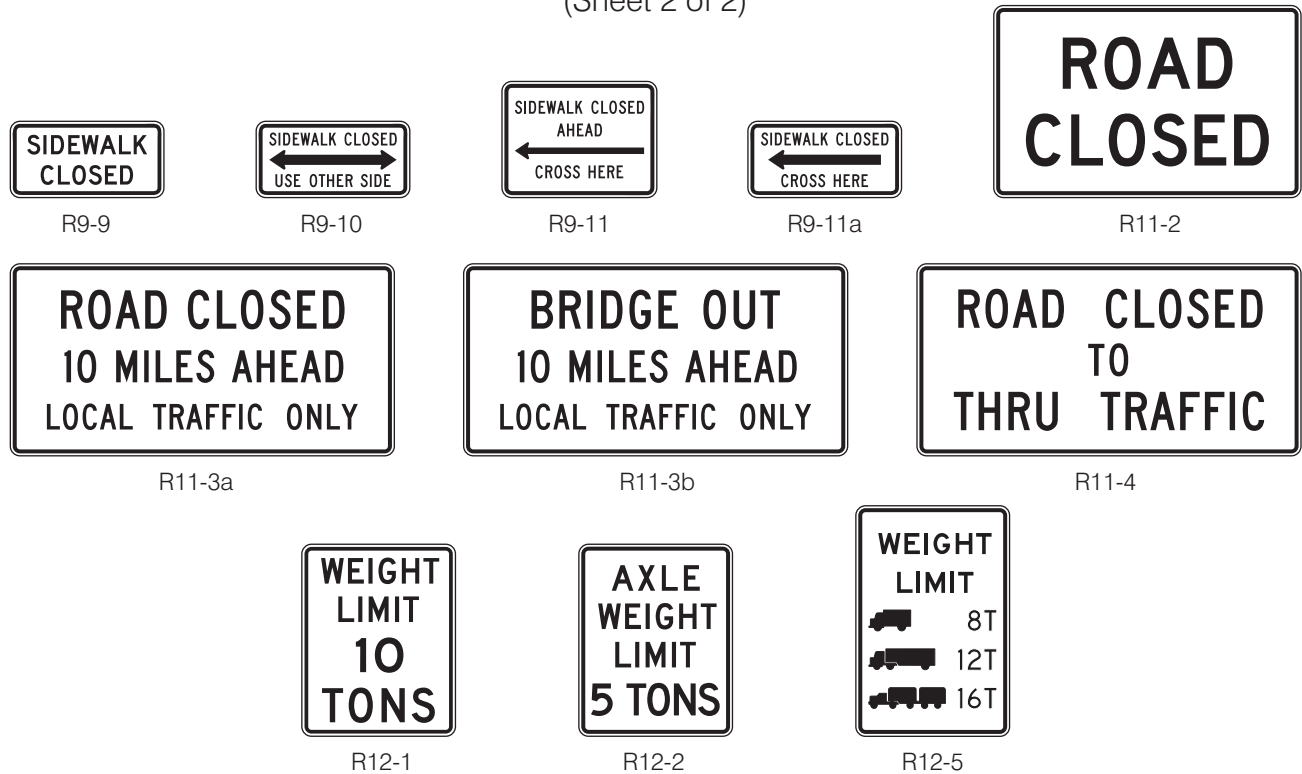 (Sheet 2 of 2)
SIDEWALK
CLOSED
R9-9
SIDEWALK CLOSED
USE OTHER SIDE
R9-10
SIDEWALK CLOSED
AHEAD
CROSS HERE
R9-11
SIDEWALK CLOSED
CROSS HERE
R9-11a
ROAD
CLOSED
R11-2
ROAD CLOSED
10 MILES AHEAD
LOCAL TRAFFIC ONLY
R11-3a
BRIDGE OUT
10 MILES AHEAD
LOCAL TRAFFIC ONLY
R11-3b
ROAD CLOSED
TO
THRU TRAFFIC
R11-4
WEIGHT
LIMIT
10
TONS
R12-1
AXLE
WEIGHT
LIMIT
5 TONS
R12-2
WEIGHT
LIMIT
8T
12T
16T
R12-5